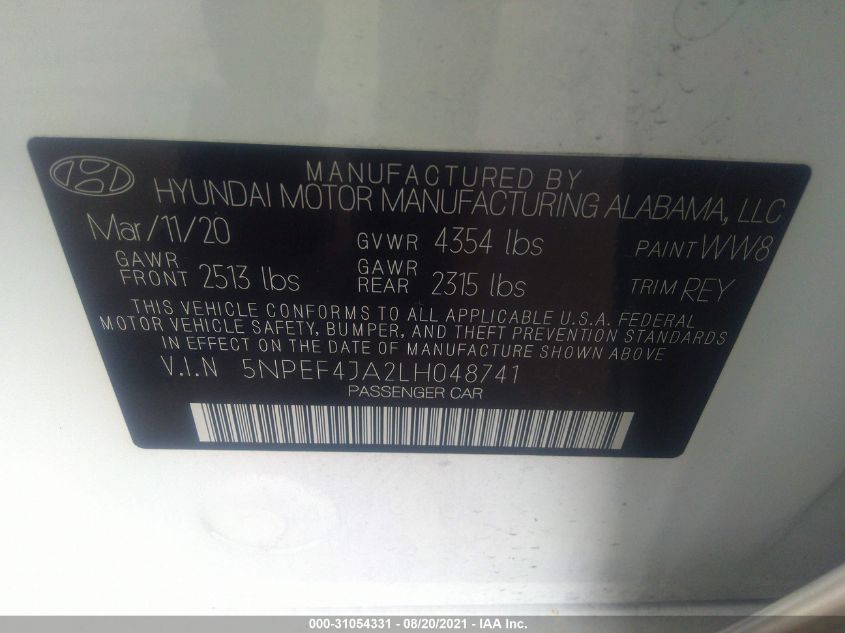 MANUFACTURED BY
HYUNDAI MOTOR MANUFACTURING ALABAMA, LLC
Mar/11/20 GVWR 4354 lbs PAINT WW8
GAWR FRONT 2513 lbs GAWR REAR 2315 lbs TRIM REY
THIS VEHICLE CONFORMS TO ALL APPLICABLE U.S.A. FEDERAL
MOTOR VEHICLE SAFETY, BUMPER, AND THEFT PREVENTION STANDARDS
IN EFFECT ON THE DATE OF MANUFACTURE SHOWN ABOVE.
V.I.N 5NPEF4JA2LH048741
PASSENGER CAR
000-31054331 - 08/20/2021 - IAA Inc.